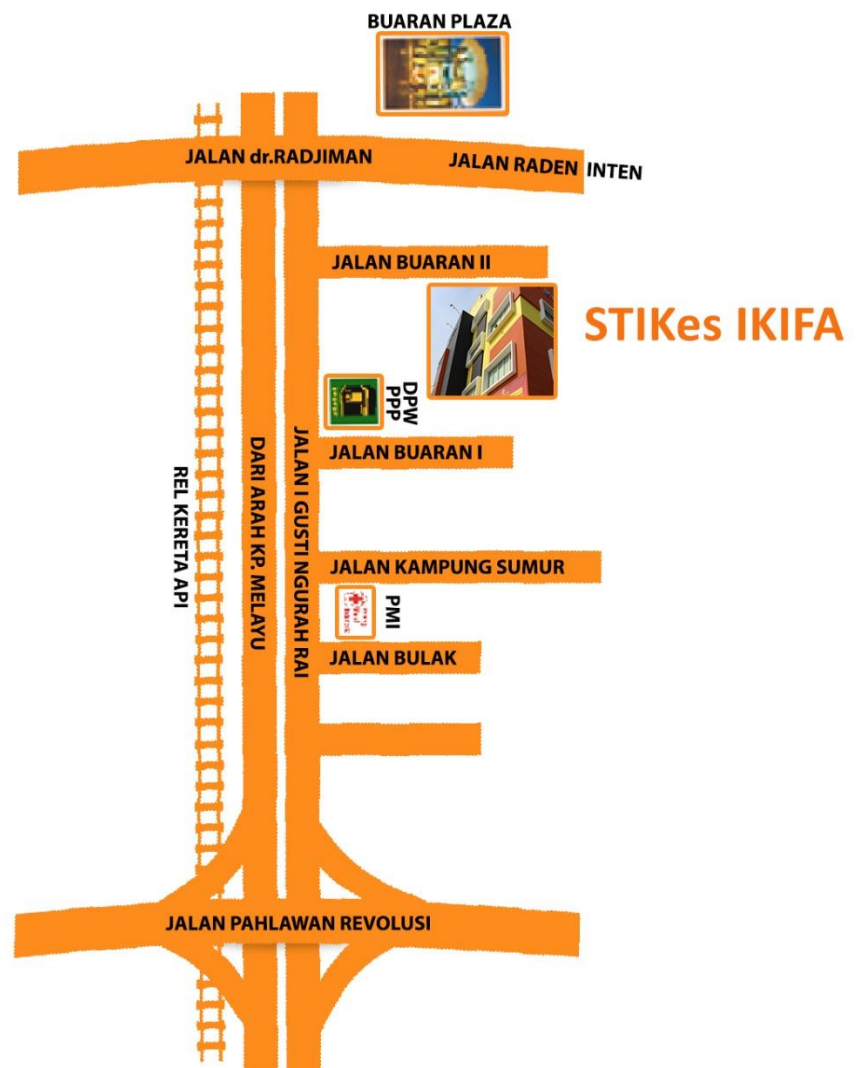 BUARAN PLAZA
JALAN dr.RADJIMAN
JALAN RADEN INTEN
JALAN BUARAN II
STIKes IKIFA
DPW
PPP
JALAN BUARAN I
REL KERETA API
DARI ARAH KP. MELAYU
JALAN I GUSTI NGURAH RAI
JALAN KAMPUNG SUMUR
PMI
JALAN BULAK
JALAN PAHLAWAN REVOLUSI